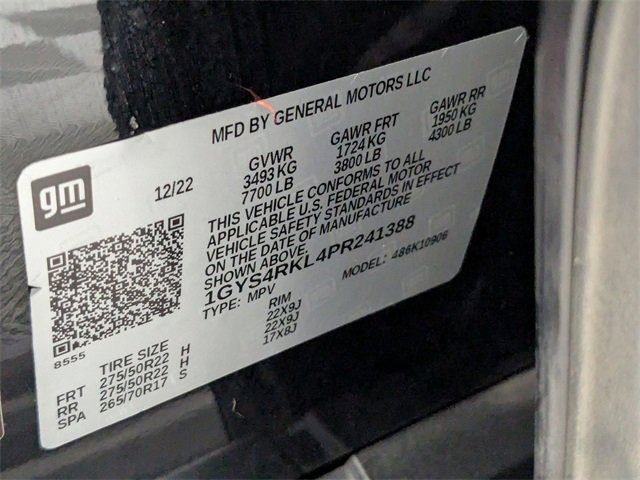 MFD BY GENERAL MOTORS LLC
gm
12/22
GVWR
3493 KG
7700 LB
GAWR FRT
1724 KG
3800 LB
GAWR RR
1950 KG
4300 LB
THIS VEHICLE CONFORMS TO ALL
APPLICABLE U.S. FEDERAL MOTOR
VEHICLE SAFETY STANDARDS IN EFFECT
ON THE DATE OF MANUFACTURE
SHOWN ABOVE.
1GYS4RKL4PR241388
TYPE: MPV
MODEL: 486K10906
8555
TIRE SIZE RIM
FRT 275/50R22 H 22X9J
RR 275/50R22 H 22X9J
SPA 265/70R17 S 17X8J